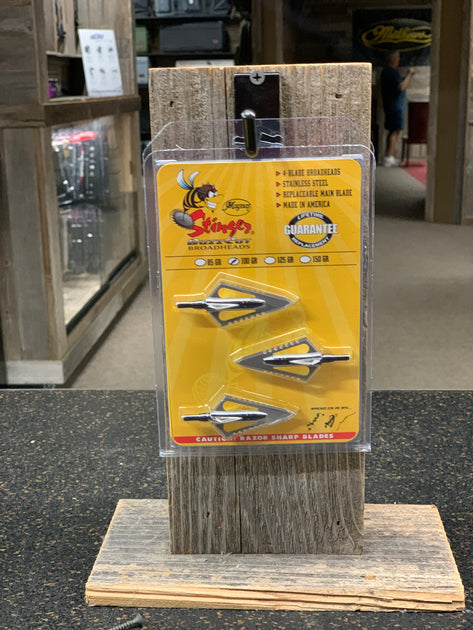 Mathews
Magnus
Stinger
BUZZCUT
BROADHEADS
4-BLADE BROADHEADS
STAINLESS STEEL
REPLACEABLE MAIN BLADE
MADE IN AMERICA
LIFETIME
GUARANTEE
REPLACEMENT
85 GR. 100 GR 125 GR 150 GR
CAUTION! RAZOR SHARP BLADES